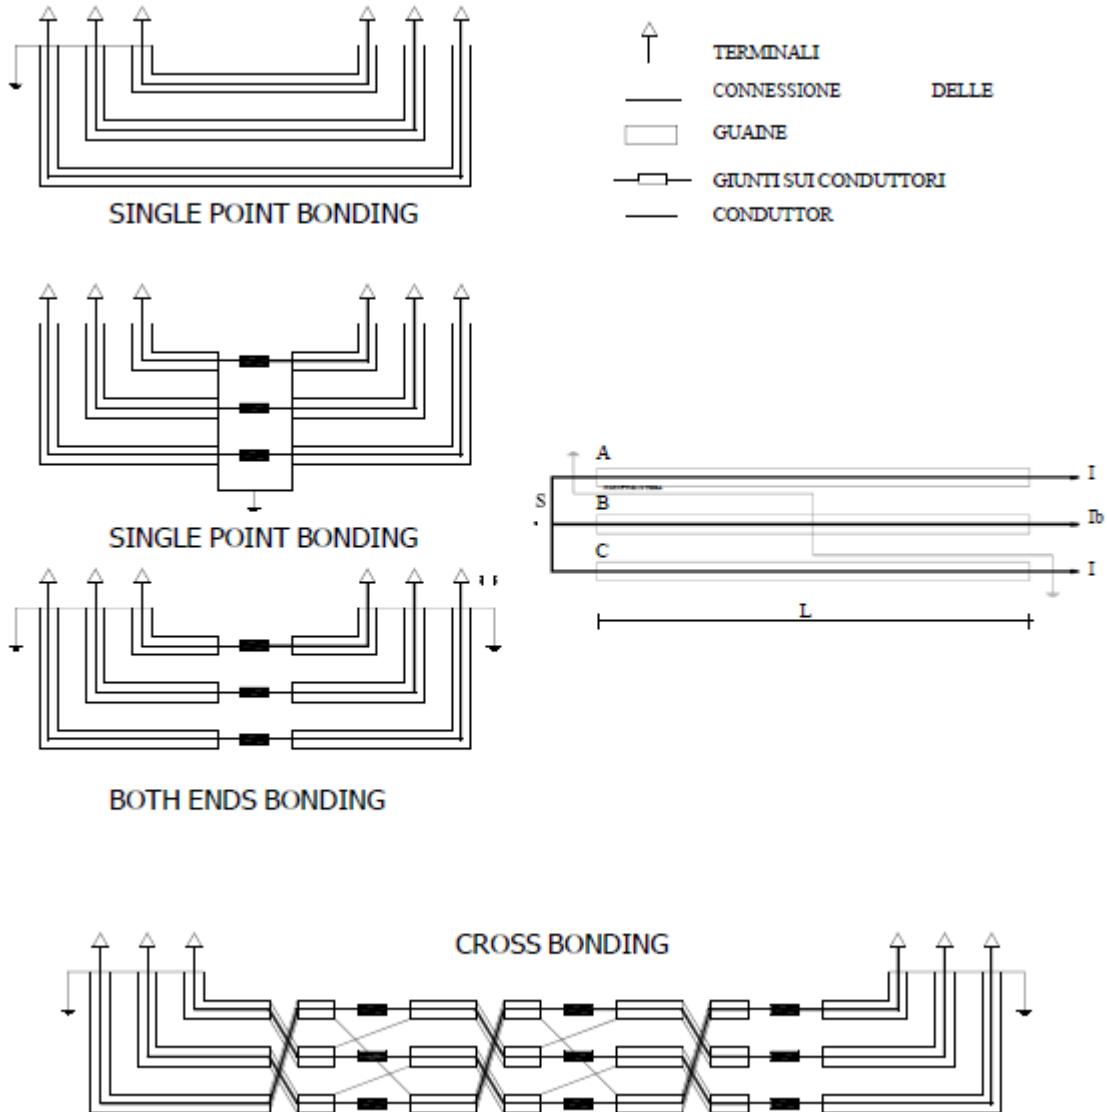 TERMINALI
CONNESSIONE DELLE
GUAINE
GIUNTI SUI CONDUTTORI
CONDUTTOR
SINGLE POINT BONDING
SINGLE POINT BONDING
A
I
S
B
Ib
C
I
L
BOTH ENDS BONDING
CROSS BONDING